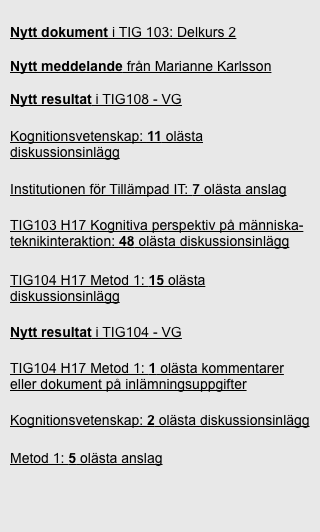 Nytt dokument i TIG 103: Delkurs 2
Nytt meddelande från Marianne Karlsson
Nytt resultat i TIG108 - VG
Kognitionsvetenskap: 11 olästa
diskussionsinlägg
Institutionen för Tillämpad IT: 7 olästa anslag
TIG103 H17 Kognitiva perspektiv på människa-
teknikinteraktion: 48 olästa diskussionsinlägg
TIG104 H17 Metod 1: 15 olästa
diskussionsinlägg
Nytt resultat i TIG104 - VG
TIG104 H17 Metod 1: 1 olästa kommentarer
eller dokument på inlämningsuppgifter
Kognitionsvetenskap: 2 olästa diskussionsinlägg
Metod 1: 5 olästa anslag